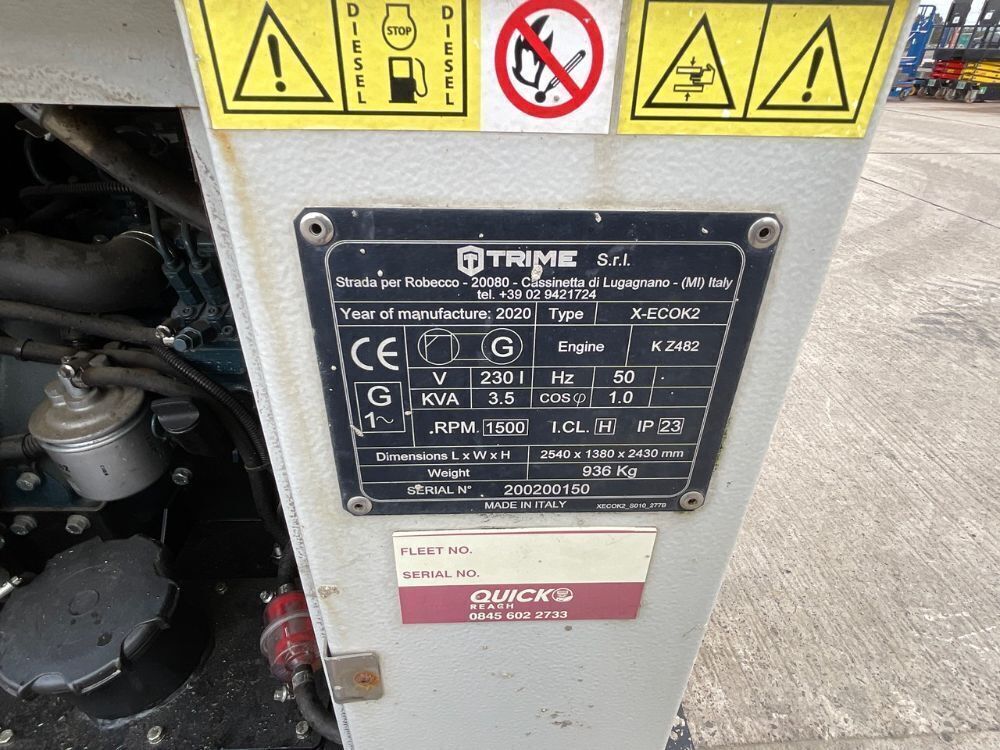 DIESEL
STOP
DIESEL
TRIME S.r.l.
Strada per Robecco - 20080 - Cassinetta di Lugagnano - (MI) Italy
tel. +39 02 9421724
Year of manufacture: 2020 Type X-ECOK2
CE G Engine K Z482
V 230 I Hz 50 .
G KVA 3.5 COS φ 1.0
1~ .RPM. 1500 I.CL. H IP 23
Dimensions L x W x H 2540 x 1380 x 2430 mm
Weight 936 Kg
SERIAL N° 200200150
MADE IN ITALY XECOK2_S010_277B
FLEET NO.
SERIAL NO.
QUICK
REACH
0845 602 2733